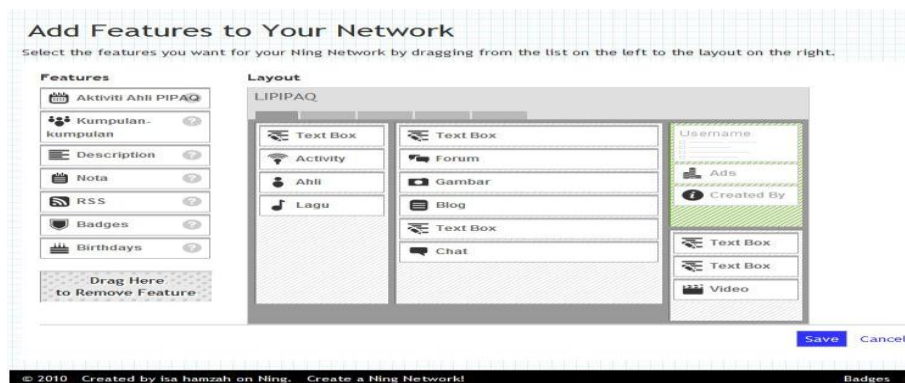 Add Features to Your Network
Select the features you want for your Ning Network by dragging from the list on the left to the layout on the right.
Features
Aktiviti Ahli PIPAQ
Kumpulan-
kumpulan
Description
Nota
RSS
Badges
Birthdays
Drag Here
to Remove Feature
Layout
LIPIPAQ
Text Box
Activity
Ahli
Lagu
Text Box
Forum
Gambar
Blog
Text Box
Chat
Username
Ads
Created By
Text Box
Text Box
Video
Save Cancel
© 2010 Created by isa hamzah on Ning. Create a Ning Network! Badges